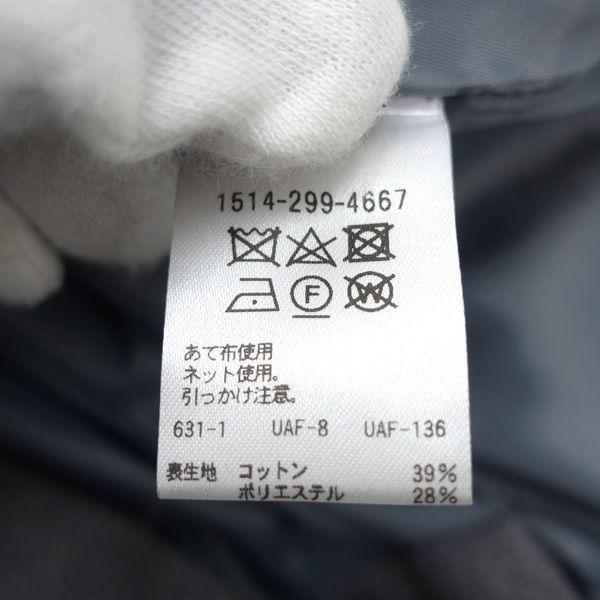 1514-299-4667
F W
あて布使用
ネット使用。
引っかけ注意。
631-1 UAF-8 UAF-136
表生地 コットン 39%
ポリエステル 28%